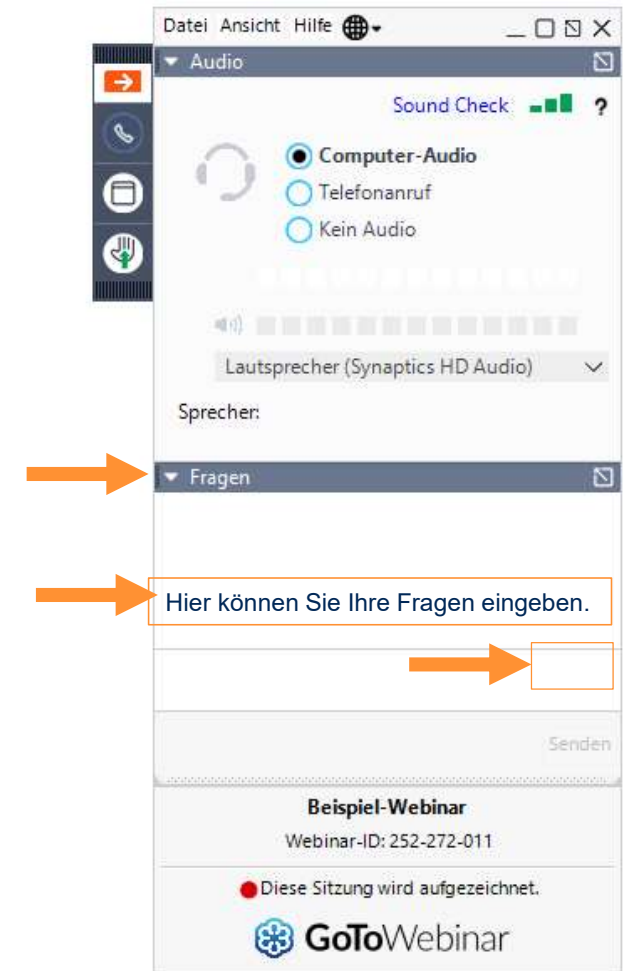 Datei Ansicht Hilfe
Audio
Sound Check ?
Computer-Audio
Telefonanruf
Kein Audio
Lautsprecher (Synaptics HD Audio)
Sprecher:
Fragen
Hier können Sie Ihre Fragen eingeben.
Senden
Beispiel-Webinar
Webinar-ID: 252-272-011
Diese Sitzung wird aufgezeichnet.
GoToWebinar